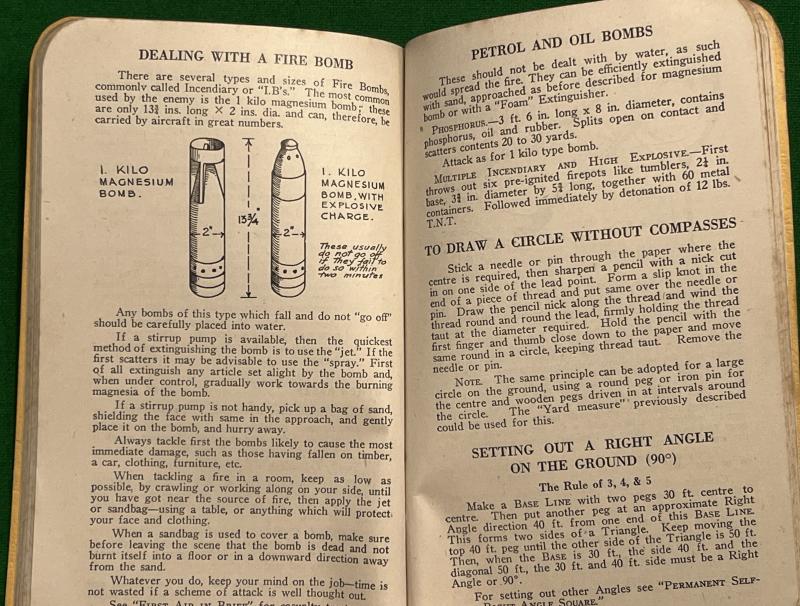 DEALING WITH A FIRE BOMB
There are several types and sizes of Fire Bombs,
commonly called Incendiary or "I.B's." The most common
used by the enemy is the 1 kilo magnesium bomb; these
are only 13¾ ins. long × 2 ins. dia. and can, therefore, be
carried by aircraft in great numbers.
1. KILO
MAGNESIUM
BOMB.
2"
13¾"
2"
1. KILO
MAGNESIUM
BOMB, WITH
EXPLOSIVE
CHARGE.
These usually
do not go off
if they fail to
do so within
two minutes
Any bombs of this type which fall and do not "go off"
should be carefully placed into water.
If a stirrup pump is available, then the quickest
method of extinguishing the bomb is to use the "jet." If the
first scatters it may be advisable to use the "spray." First
of all extinguish any article set alight by the bomb and,
when under control, gradually work towards the burning
magnesia of the bomb.
If a stirrup pump is not handy, pick up a bag of sand,
shielding the face with same in the approach, and gently
place it on the bomb, and hurry away.
Always tackle first the bombs likely to cause the most
immediate damage, such as those having fallen on timber,
a car, clothing, furniture, etc.
When tackling a fire in a room, keep as low as
possible, by crawling or working along on your side, until
you have got near the source of fire, then apply the jet
or sandbag—using a table, or anything which will protect
your face and clothing.
When a sandbag is used to cover a bomb, make sure
before leaving the scene that the bomb is dead and not
burnt itself into a floor or in a downward direction away
from the sand.
Whatever you do, keep your mind on the job—time is
not wasted if a scheme of attack is well thought out.
See "FIRST AID IN BRIEF" for
PETROL AND OIL BOMBS
These should not be dealt with by water, as such
would spread the fire. They can be efficiently extinguished
with sand, approached as before described for magnesium
bomb or with a "Foam" Extinguisher.
PHOSPHORUS.—3 ft. 6 in. long x 8 in. diameter, contains
phosphorus, oil and rubber. Splits open on contact and
scatters contents 20 to 30 yards.
Attack as for 1 kilo type bomb.
MULTIPLE INCENDIARY AND HIGH EXPLOSIVE.—First
throws out six pre-ignited firepots like tumblers, 2¾ in.
base, 3¾ in. diameter by 5¾ long, together with 60 metal
containers. Followed immediately by detonation of 12 lbs.
T.N.T.
TO DRAW A CIRCLE WITHOUT COMPASSES
Stick a needle or pin through the paper where the
centre is required, then sharpen a pencil with a nick cut
in on one side of the lead point. Form a slip knot in the
end of a piece of thread and put same over the needle or
pin. Draw the pencil nick along the thread and wind the
thread round and round the lead, firmly holding the thread
taut at the diameter required. Hold the pencil with the
first finger and thumb close down to the paper and move
same round in a circle, keeping thread taut. Remove the
needle or pin.
NOTE. The same principle can be adopted for a large
circle on the ground, using a round peg or iron pin for
the centre and wooden pegs driven in at intervals around
the circle. The "Yard measure" previously described
could be used for this.
SETTING OUT A RIGHT ANGLE
ON THE GROUND (90°)
The Rule of 3, 4, & 5
Make a BASE LINE with two pegs 30 ft. centre to
centre. Then put another peg at an approximate Right
Angle direction 40 ft. from one end of this BASE LINE.
This forms two sides of a Triangle. Keep moving the
top 40 ft. peg until the other side of the Triangle is 50 ft.
Then, when the BASE is 30 ft., the side 40 ft. and the
diagonal 50 ft., the 30 ft. and 40 ft. side must be a Right
Angle or 90°.
For setting out other Angles see "PERMANENT SELF-
RIGHT ANGLE SQUARE."